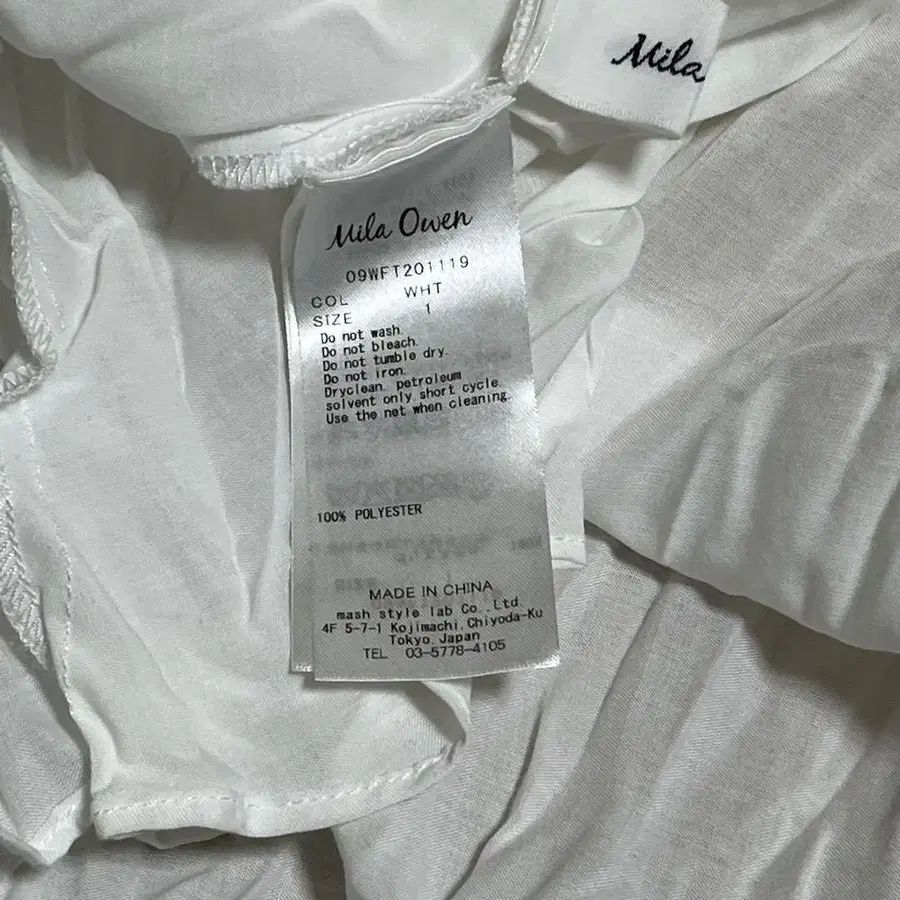 Mila
Mila Owen
09WFT201119
COL WHT
SIZE 1
Do not wash.
Do not bleach.
Do not tumble dry.
Do not iron.
Dryclean. petroleum
solvent only.short cycle.
Use the net when cleaning.
100% POLYESTER
MADE IN CHINA
mash style lab Co.,Ltd.
4F 5-7-1 Kojimachi,Chiyoda-Ku
Tokyo,Japan
TEL 03-5778-4105